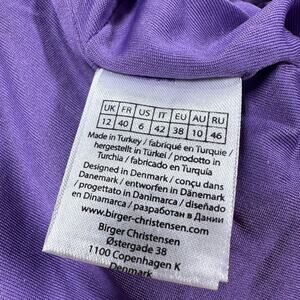 UK FR US IT EU AU RU
12 40 6 42 38 10 46
Made in Turkey / fabriqué en Turquie /
hergestellt in Türkei / prodotto in
Turchia / fabricado en Turquía
Designed in Denmark / conçu dans
Danemark / entworfen in Dänemark
/ progettato in Danimarca / diseñado
en Dinamarca / разработан в Дании
www.birger-christensen.com
Birger Christensen
Østergade 38
1100 Copenhagen K
Denmark